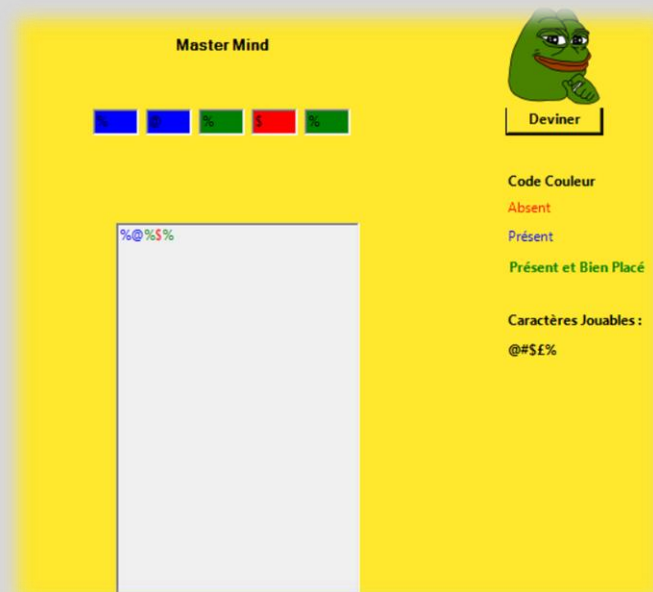 Master Mind
% @ % $ %
Deviner
%@%$%
Code Couleur
Absent
Présent
Présent et Bien Placé
Caractères Jouables :
@#$£%